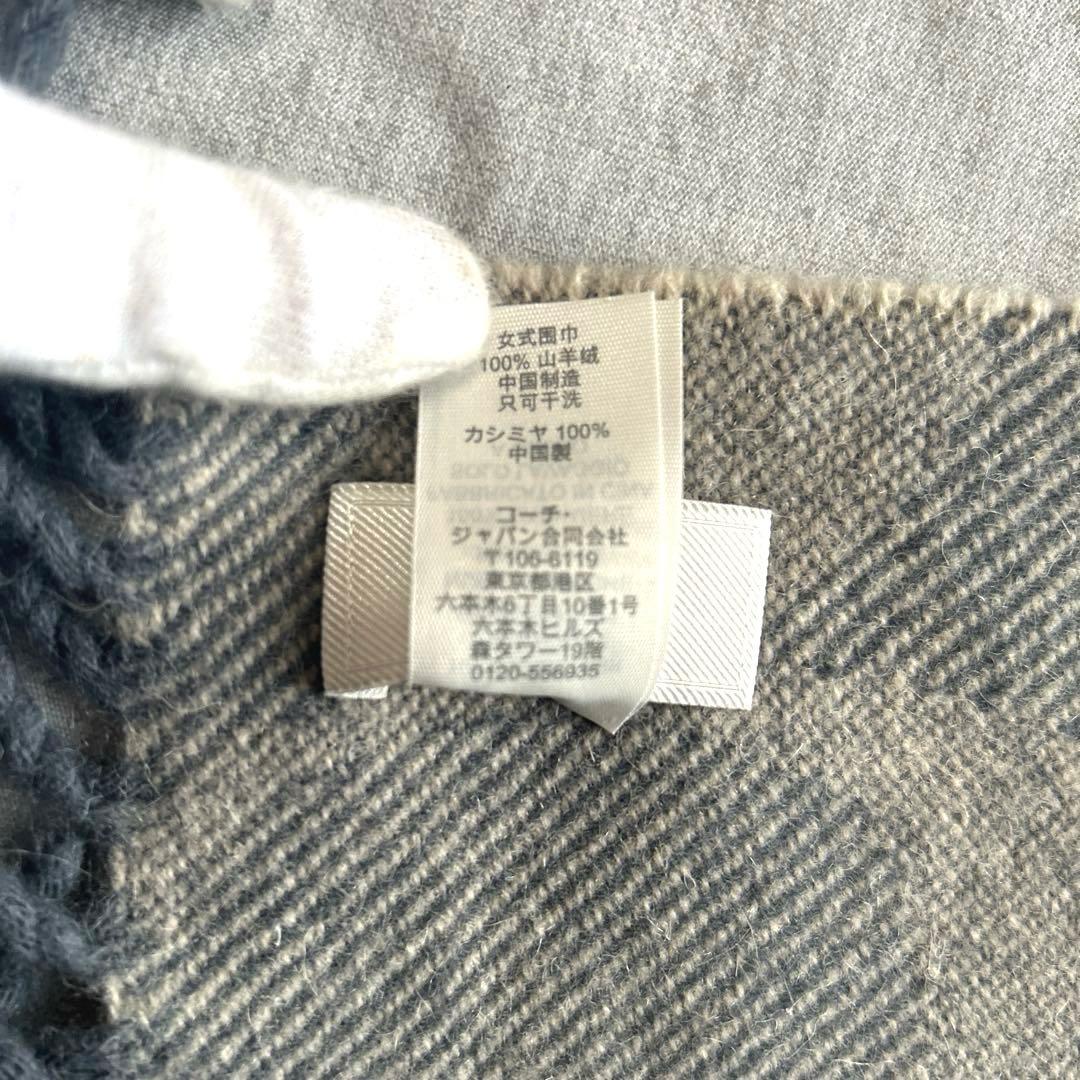 女式围巾
100% 山羊绒
中国制造
只可干洗
カシミヤ 100%
中国製
コーチ・
ジャパン合同会社
〒106-6119
東京都港区
六本木6丁目10番1号
六本木ヒルズ
森タワー19階
0120-556935